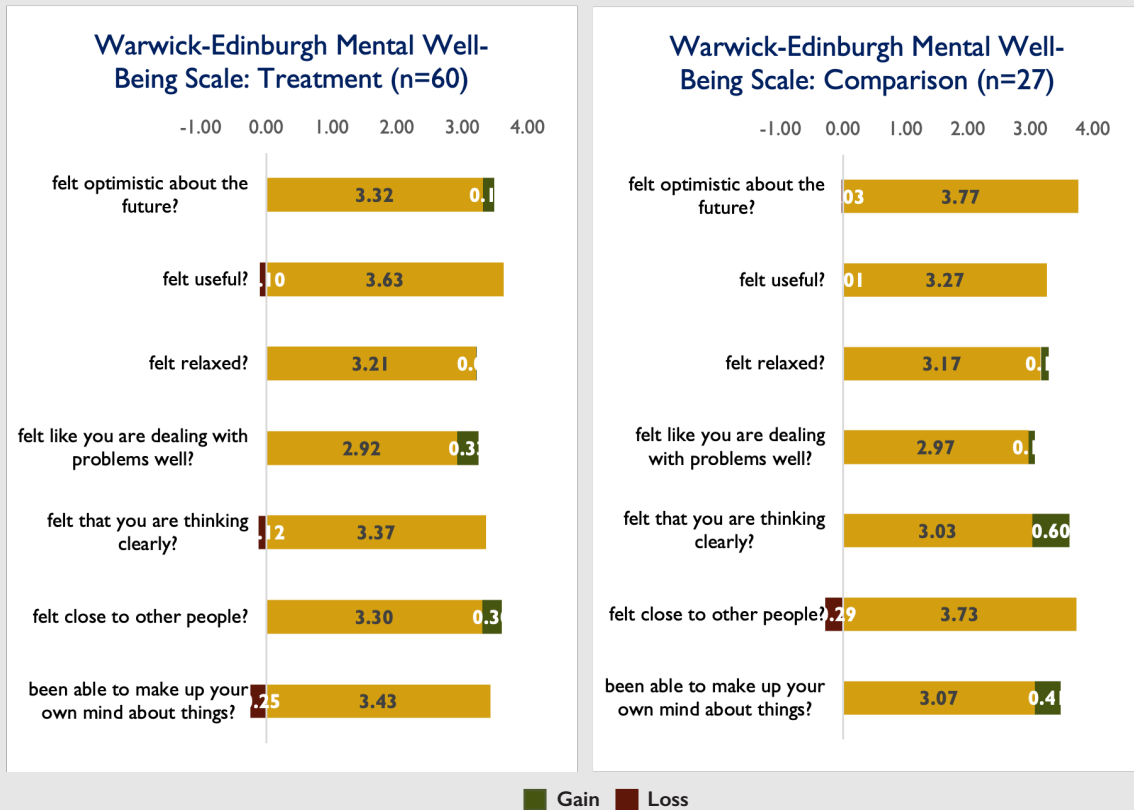 Warwick-Edinburgh Mental Well-
Being Scale: Treatment (n=60)
-1.00 0.00 1.00 2.00 3.00 4.00
felt optimistic about the
future?
3.32
felt useful?
.10 3.63
felt relaxed?
3.21
felt like you are dealing with
problems well?
2.92
felt that you are thinking
clearly?
.12 3.37
felt close to other people?
3.30
been able to make up your
own mind about things?
.25 3.43
Warwick-Edinburgh Mental Well-
Being Scale: Comparison (n=27)
-1.00 0.00 1.00 2.00 3.00 4.00
felt optimistic about the
future?
03 3.77
felt useful?
01 3.27
felt relaxed?
3.17
felt like you are dealing
with problems well?
2.97
felt that you are thinking
clearly?
3.03 0.60
felt close to other people?
.29 3.73
been able to make up your
own mind about things?
3.07
Gain Loss